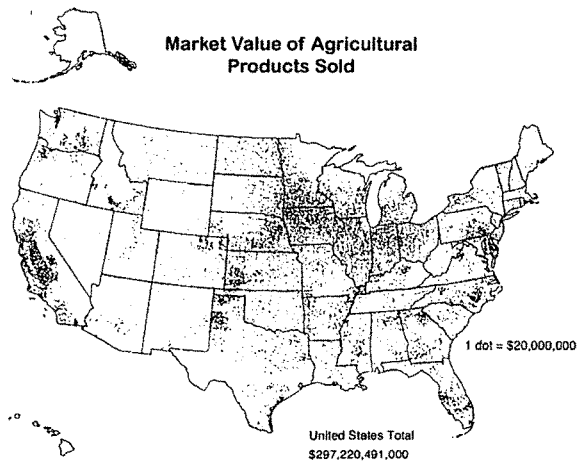 Market Value of Agricultural
Products Sold
1 dot = $20,000,000
United States Total
$297,220,491,000